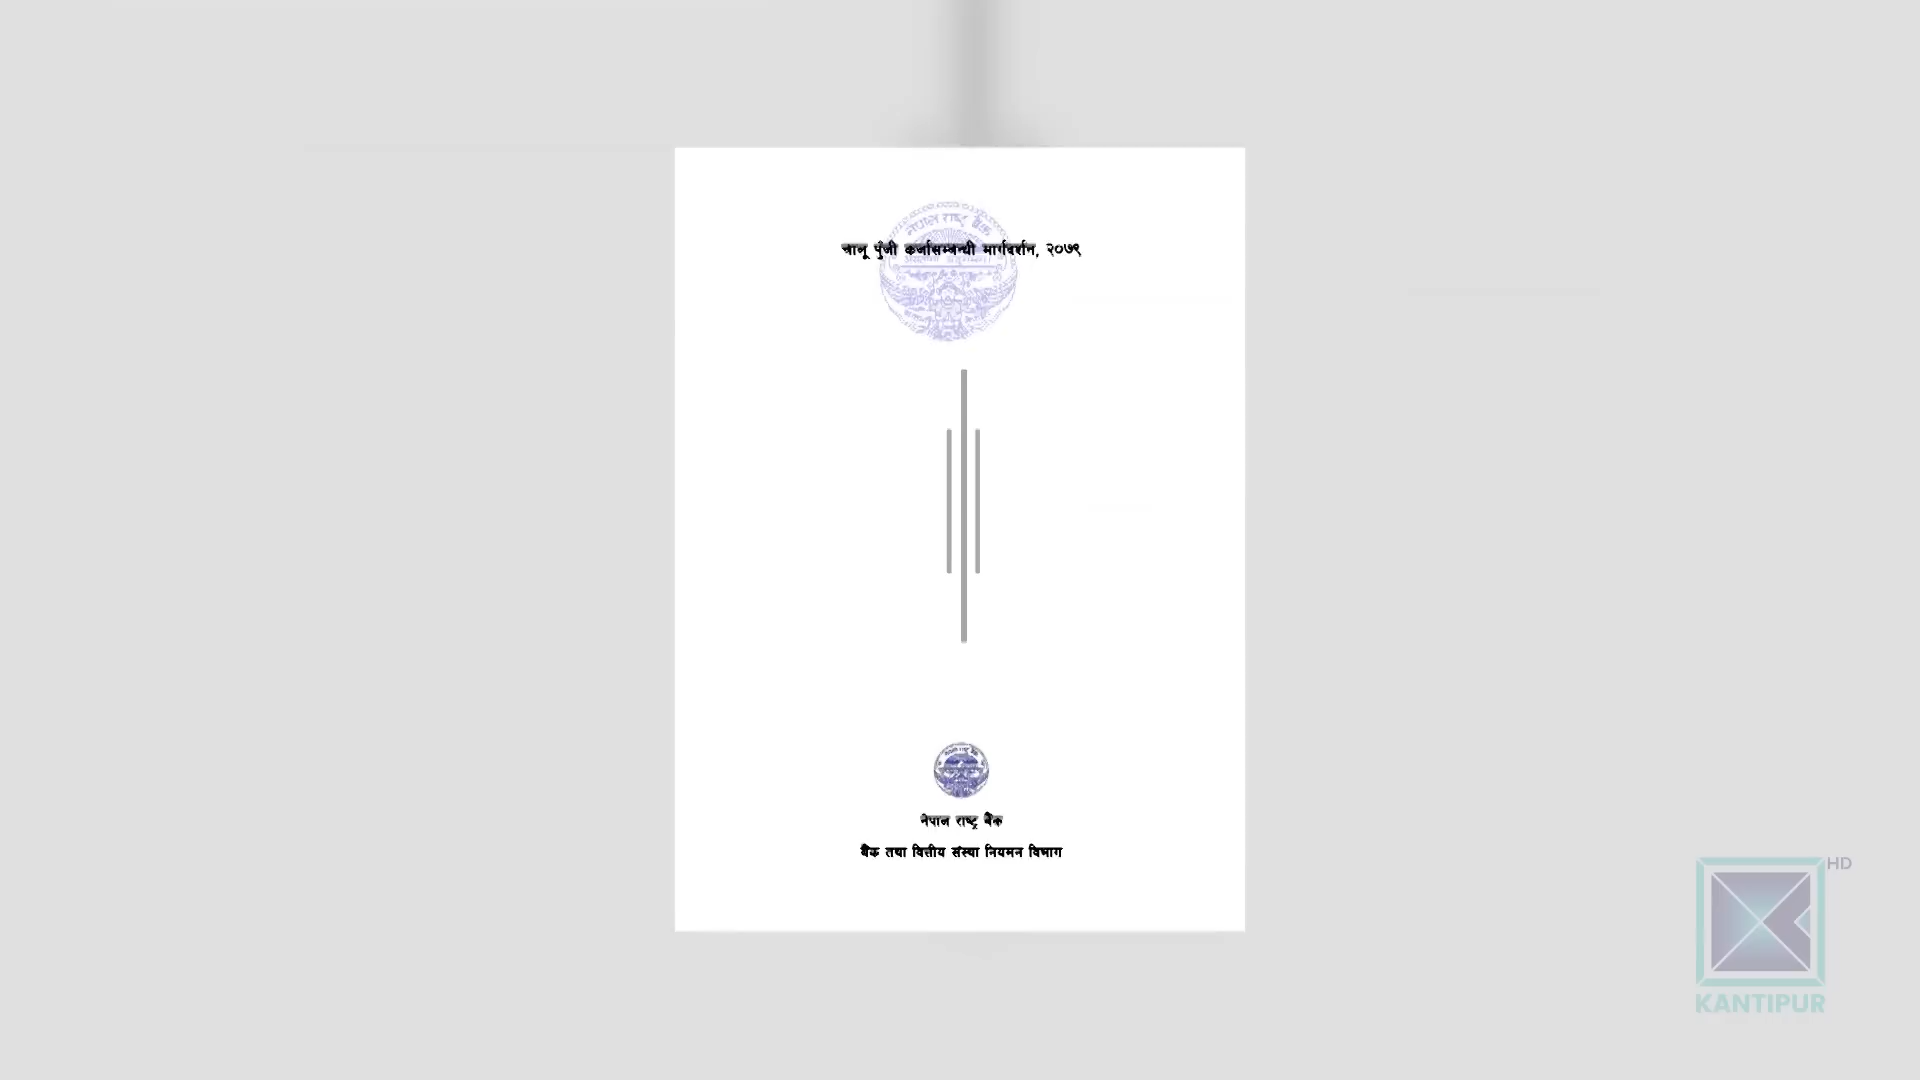 चालू पुँजी कर्जासम्बन्धी मार्गदर्शन, २०७९
नेपाल राष्ट्र बैंक
नेपाल राष्ट्र बैंक
बैंक तथा वित्तीय संस्था नियमन विभाग
HD
KANTIPUR